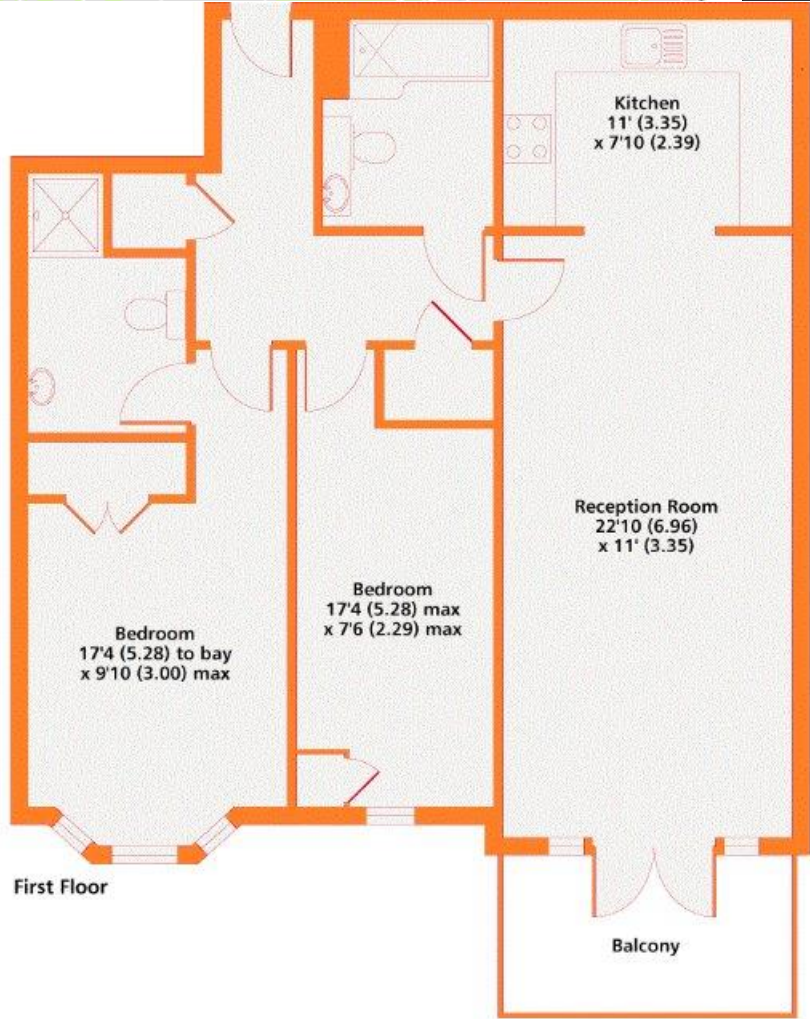 Kitchen
11' (3.35)
x 7'10 (2.39)
Reception Room
22'10 (6.96)
x 11' (3.35)
Bedroom
17'4 (5.28) max
x 7'6 (2.29) max
Bedroom
17'4 (5.28) to bay
x 9'10 (3.00) max
First Floor
Balcony